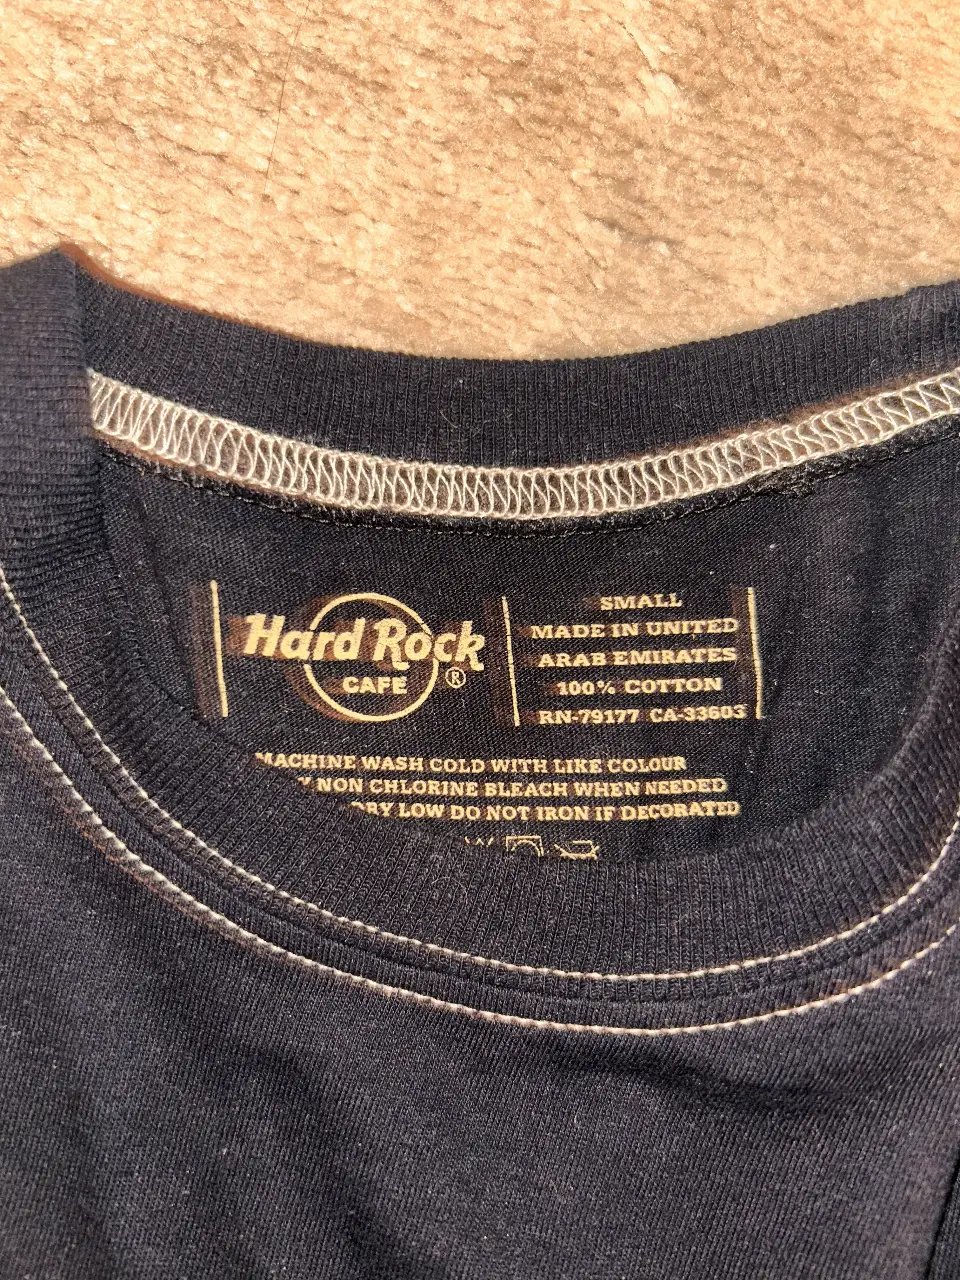 Hard Rock
CAFE
®
SMALL
MADE IN UNITED
ARAB EMIRATES
100% COTTON
RN-79177 CA-33603
MACHINE WASH COLD WITH LIKE COLOUR
NON CHLORINE BLEACH WHEN NEEDED
DRY LOW DO NOT IRON IF DECORATED